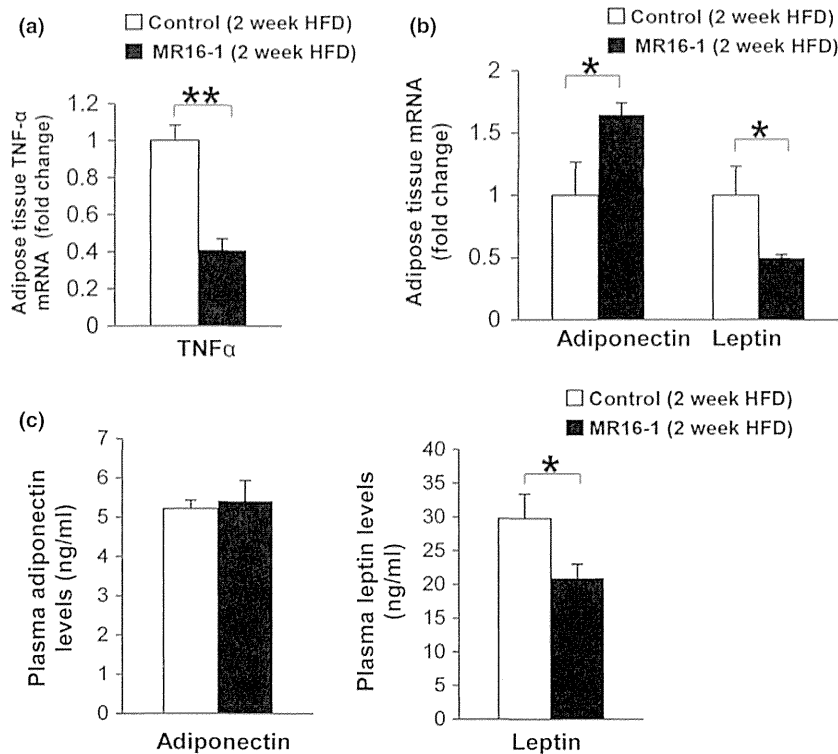 (a)
Control (2 week HFD)
MR16-1 (2 week HFD)
**
Adipose tissue TNF-α
mRNA (fold change)
1.2
1
0.8
0.6
0.4
0.2
0
TNFα
(b)
Control (2 week HFD)
MR16-1 (2 week HFD)
*
*
Adipose tissue mRNA
(fold change)
2
1.5
1
0.5
0
Adiponectin
Leptin
(c)
Plasma adiponectin
levels (ng/ml)
7
6
5
4
3
2
1
0
Adiponectin
Control (2 week HFD)
MR16-1 (2 week HFD)
*
Plasma leptin levels
(ng/ml)
40
35
30
25
20
15
10
5
0
Leptin